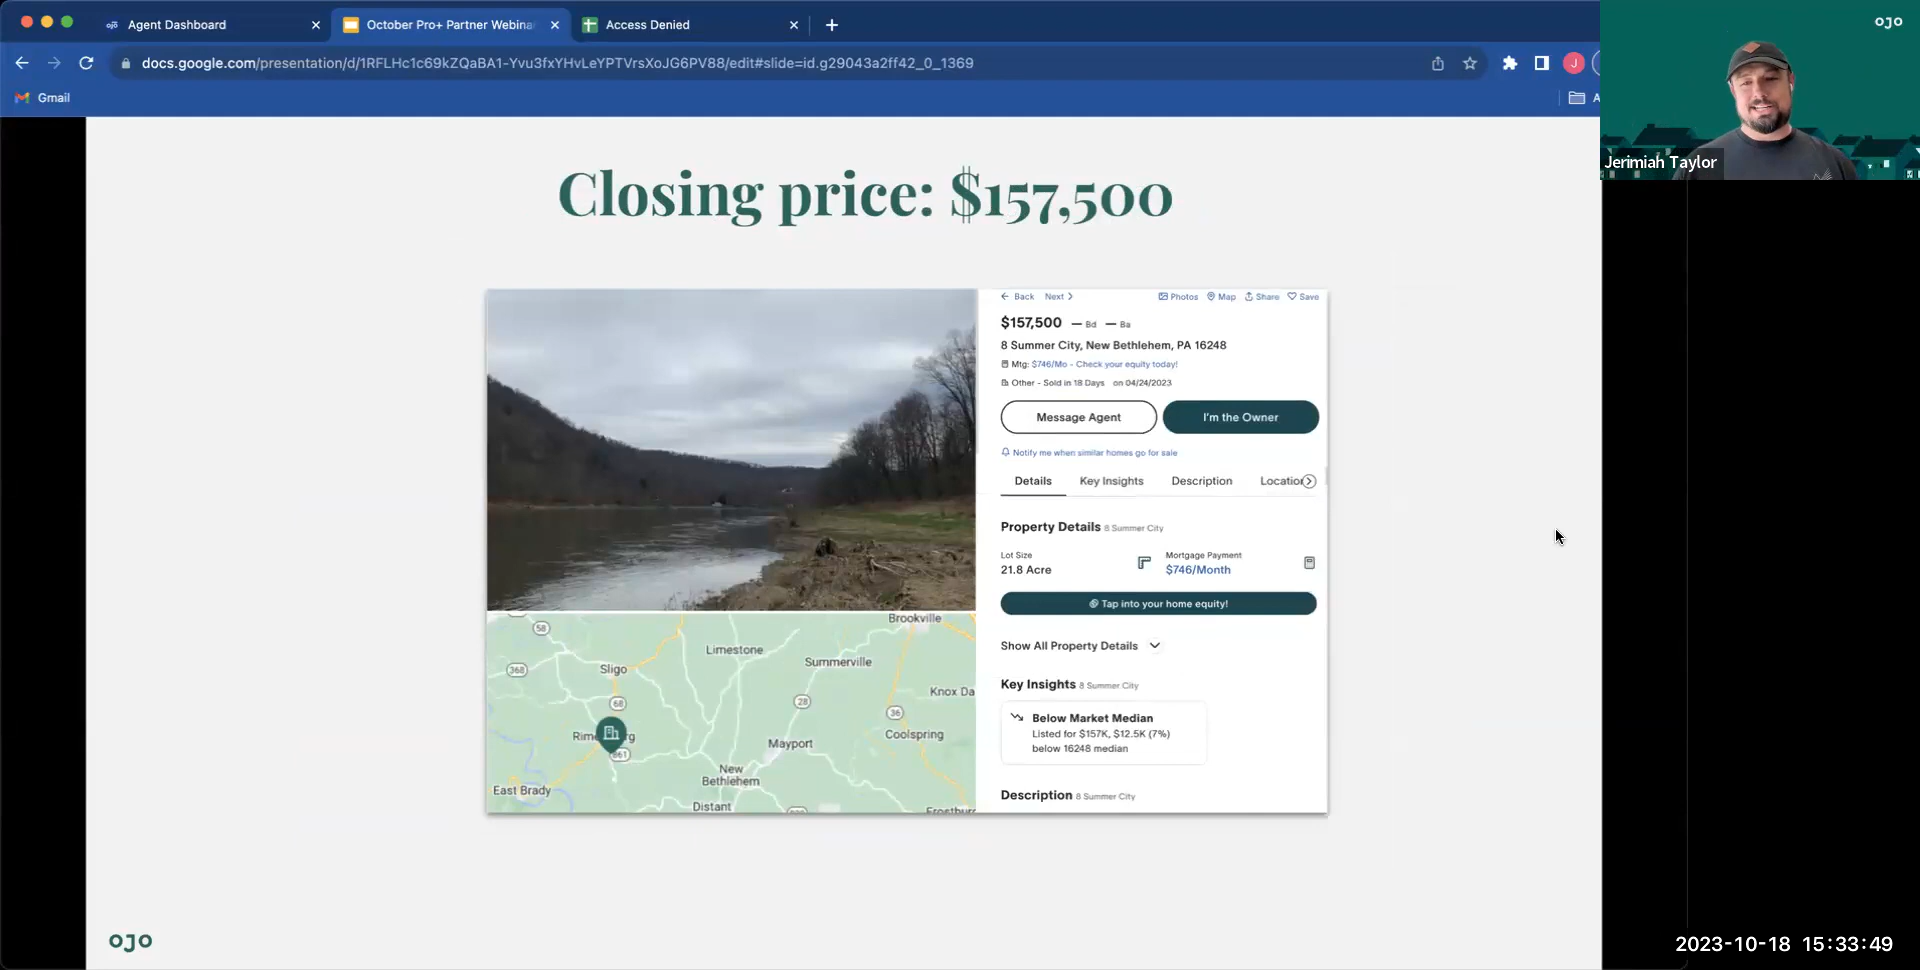 Agent Dashboard
October Pro+ Partner Webina
Access Denied
docs.google.com/presentation/d/1RFLHc1c69kZQaBA1-Yvu3fxYHvLeYPTVrsXoJG6PV88/edit#slide=id.g29043a2ff42_0_1369
J
Gmail
A
ojo
Jerimiah Taylor
Closing price: $157,500
Back Next
Photos Map Share Save
$157,500 — Bd — Ba
8 Summer City, New Bethlehem, PA 16248
Mtg: $746/Mo - Check your equity today!
Other - Sold in 18 Days on 04/24/2023
Message Agent
I'm the Owner
Notify me when similar homes go for sale
Details Key Insights Description Location
Property Details 8 Summer City
Lot Size
21.8 Acre
Mortgage Payment
$746/Month
Tap into your home equity!
Show All Property Details
Key Insights 8 Summer City
Below Market Median
Listed for $157K, $12.5K (7%)
below 16248 median
Description 8 Summer City
Brookville
58
Limestone
Summerville
368
Sligo
Knox Da
68
28
36
Coolspring
Mayport
861
New
Bethlehem
East Brady
Distant
ojo
2023-10-18 15:33:49